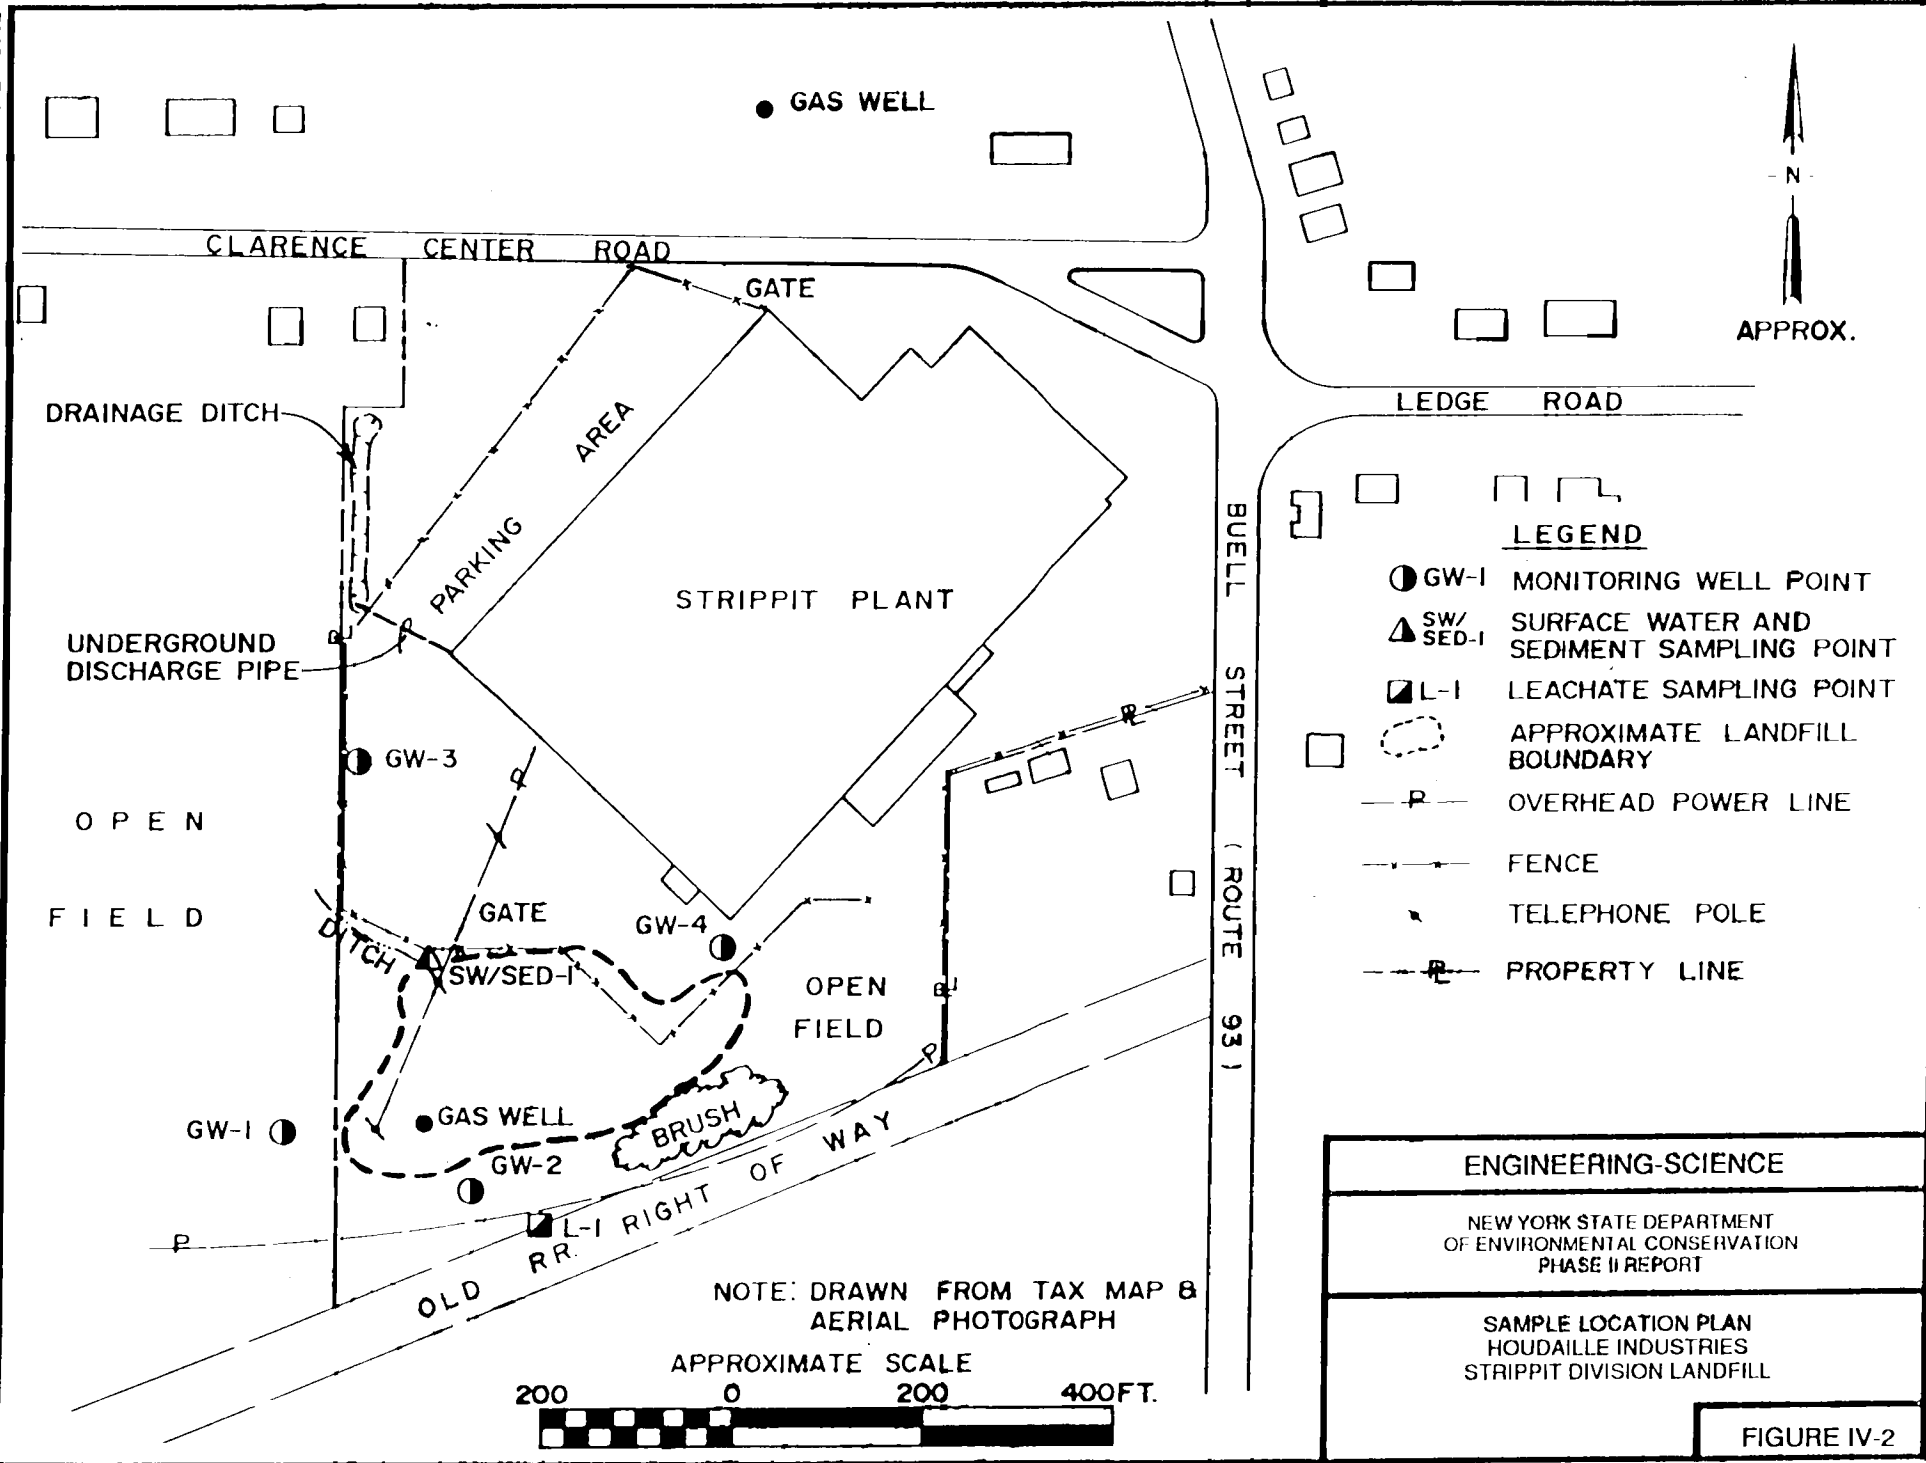 GAS WELL
- N -
CLARENCE CENTER ROAD
GATE
APPROX.
DRAINAGE DITCH
LEDGE ROAD
PARKING AREA
STRIPPIT PLANT
UNDERGROUND
DISCHARGE PIPE
BUELL STREET (ROUTE 93)
LEGEND
GW-1 MONITORING WELL POINT
SW/
SED-1
SURFACE WATER AND
SEDIMENT SAMPLING POINT
L-1 LEACHATE SAMPLING POINT
APPROXIMATE LANDFILL
BOUNDARY
P OVERHEAD POWER LINE
FENCE
TELEPHONE POLE
PL PROPERTY LINE
PL
PL
GW-3
P
OPEN
FIELD
GATE
DITCH
SW/SED-1
GW-4
OPEN
FIELD
PL
P
GW-1
GAS WELL
GW-2
BRUSH
P
L-1
OLD RR. RIGHT OF WAY
NOTE: DRAWN FROM TAX MAP &
AERIAL PHOTOGRAPH
APPROXIMATE SCALE
200 0 200 400FT.
ENGINEERING-SCIENCE
NEW YORK STATE DEPARTMENT
OF ENVIRONMENTAL CONSERVATION
PHASE II REPORT
SAMPLE LOCATION PLAN
HOUDAILLE INDUSTRIES
STRIPPIT DIVISION LANDFILL
FIGURE IV-2